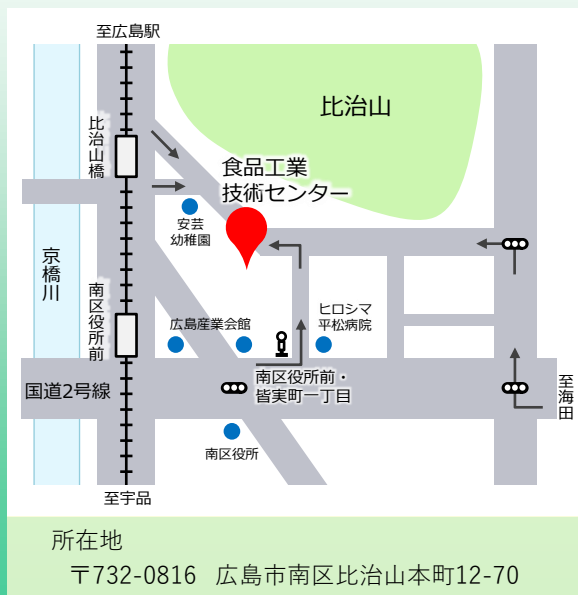 至広島駅
比治山
比治山橋
食品工業
技術センター
安芸
幼稚園
京橋川
南区役所前
広島産業会館
ヒロシマ
平松病院
国道2号線
南区役所前・
皆実町一丁目
至海田
南区役所
至宇品
所在地
〒732-0816 広島市南区比治山本町12-70